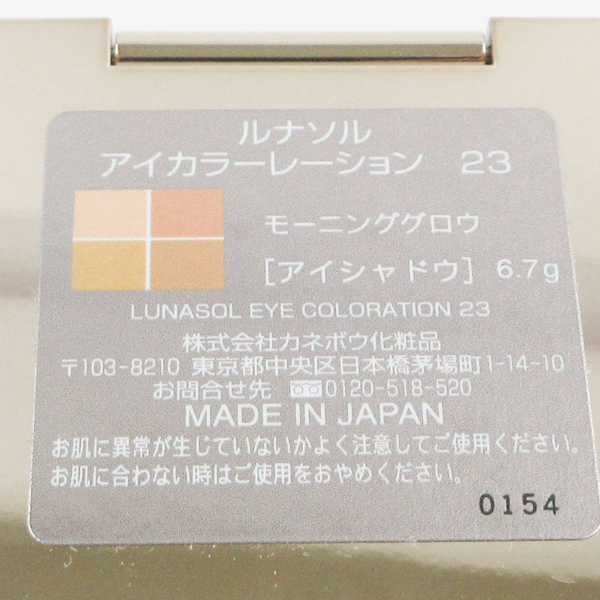 ルナソル
アイカラーレーション 23
モーニンググロウ
[アイシャドウ] 6.7g
LUNASOL EYE COLORATION 23
株式会社カネボウ化粧品
〒103-8210 東京都中央区日本橋茅場町1-14-10
お問合せ先 0120-518-520
MADE IN JAPAN
お肌に異常が生じていないかよく注意してご使用ください。
お肌に合わない時はご使用をおやめください。
0154